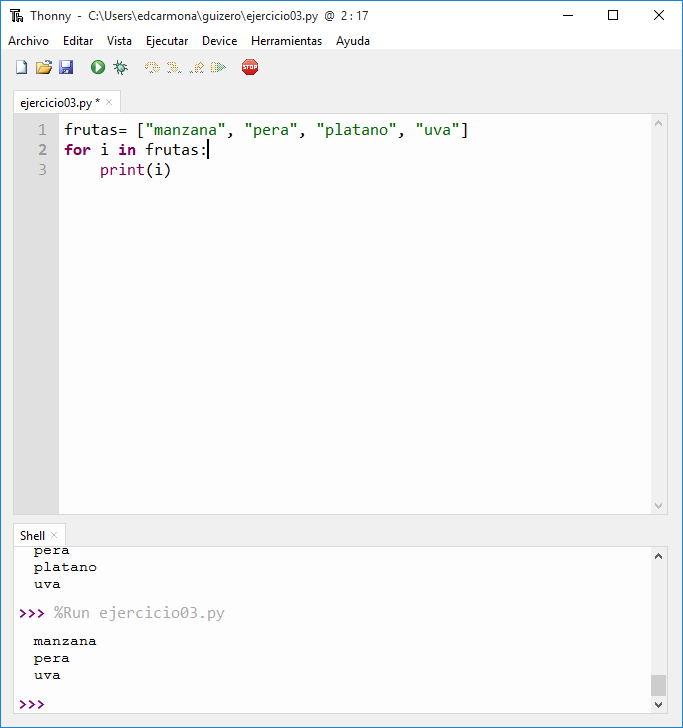 Thonny - C:\Users\edcarmona\guizero\ejercicio03.py @ 2:17
Archivo Editar Vista Ejecutar Device Herramientas Ayuda
STOP
ejercicio03.py * ×
1 frutas= ["manzana", "pera", "platano", "uva"]
2 for i in frutas:
3     print(i)
Shell ×
pera
platano
uva
>>> %Run ejercicio03.py
manzana
pera
uva
>>>